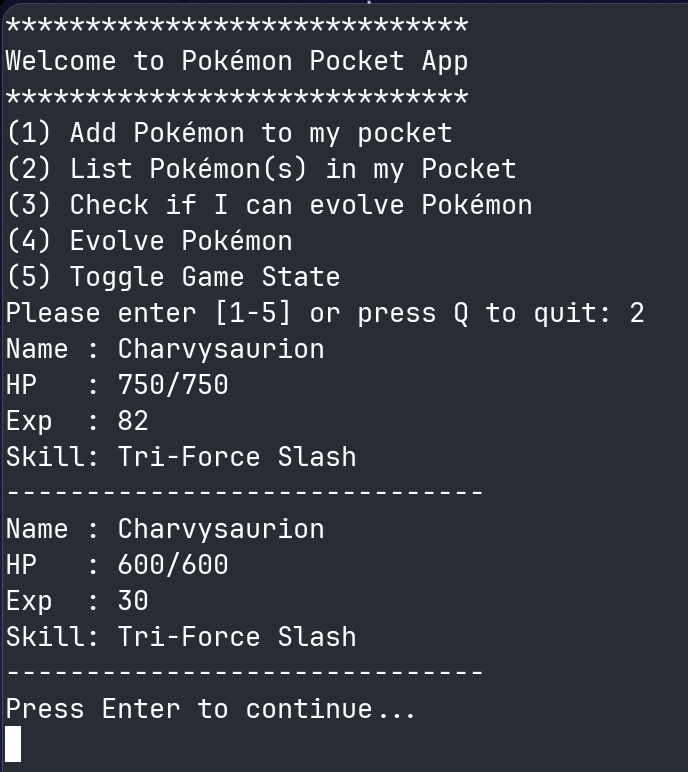 *****************************
Welcome to Pokémon Pocket App
*****************************
(1) Add Pokémon to my pocket
(2) List Pokémon(s) in my Pocket
(3) Check if I can evolve Pokémon
(4) Evolve Pokémon
(5) Toggle Game State
Please enter [1-5] or press Q to quit: 2
Name : Charvysaurion
HP   : 750/750
Exp  : 82
Skill: Tri-Force Slash
------------------------------
Name : Charvysaurion
HP   : 600/600
Exp  : 30
Skill: Tri-Force Slash
------------------------------
Press Enter to continue...